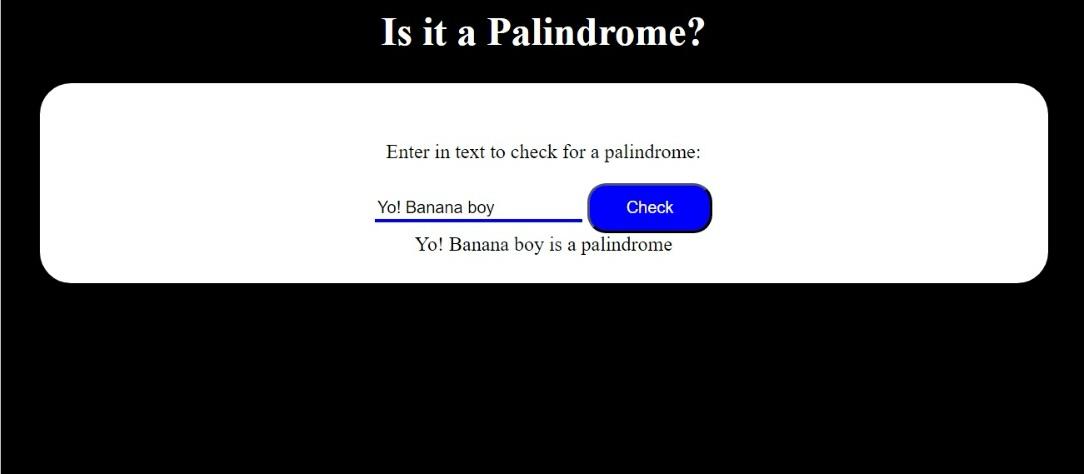 Is it a Palindrome?
Enter in text to check for a palindrome:
Yo! Banana boy Check
Yo! Banana boy is a palindrome